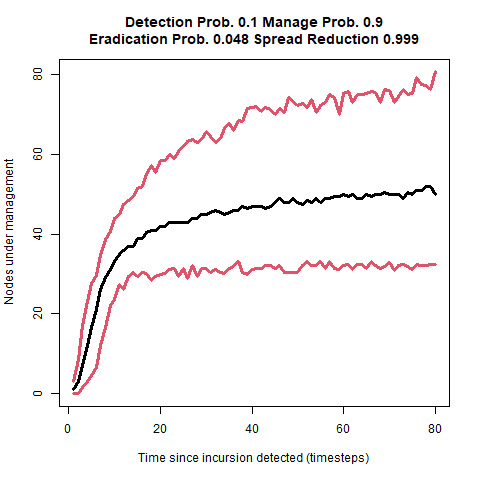 Detection Prob. 0.1 Manage Prob. 0.9
Eradication Prob. 0.048 Spread Reduction 0.999
Nodes under management
80
60
40
20
0
0 20 40 60 80
Time since incursion detected (timesteps)